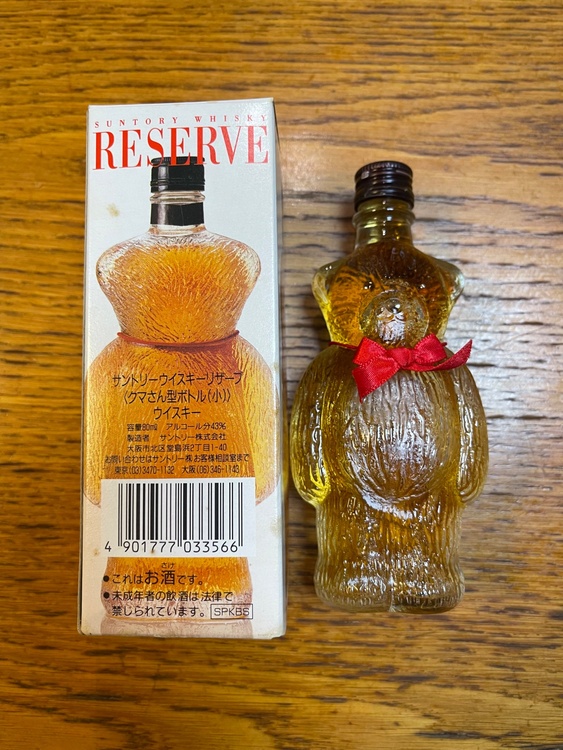 SUNTORY WHISKY
RESERVE
サントリーウイスキーリザーブ
〈クマさん型ボトル(小)〉
ウイスキー
容量80ml アルコール分43%
製造者 サントリー株式会社
大阪市北区堂島浜2丁目1-40
お問い合わせはサントリー㈱お客様相談室まで
東京(03)3470-1132 大阪(06)346-1143
4 901777 033566
さけ
●これはお酒です。
●未成年者の飲酒は法律で
禁じられています。 SPKBS